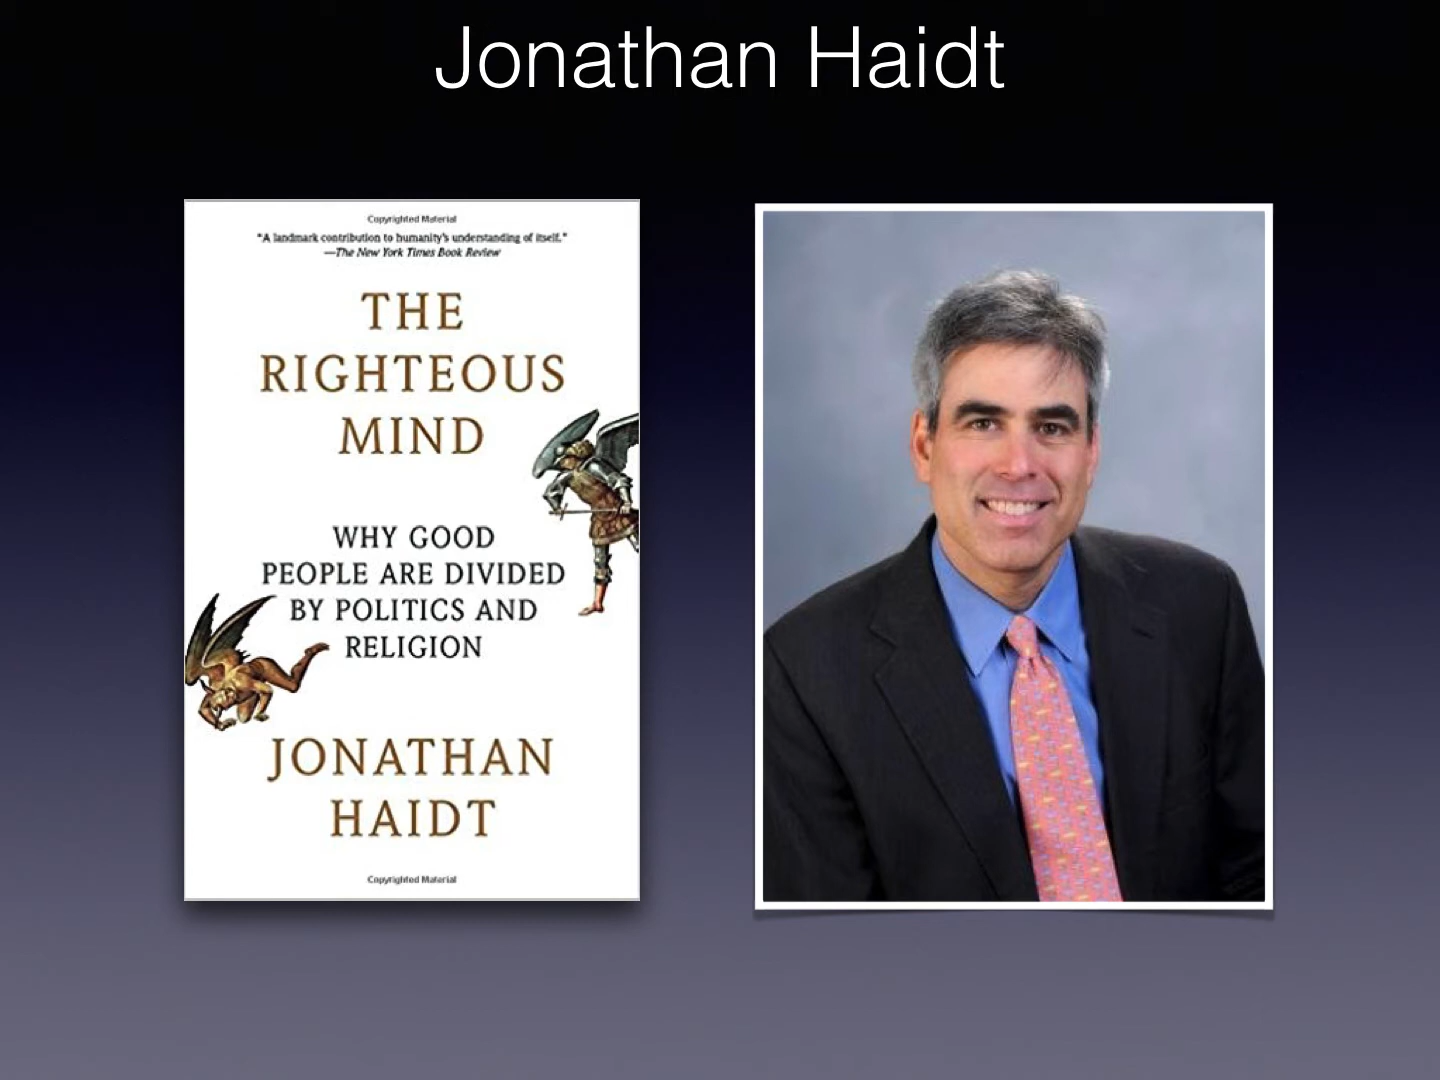 Jonathan Haidt
Copyrighted Material
"A landmark contribution to humanity's understanding of itself."
—The New York Times Book Review
THE
RIGHTEOUS
MIND
WHY GOOD
PEOPLE ARE DIVIDED
BY POLITICS AND
RELIGION
JONATHAN
HAIDT
Copyrighted Material